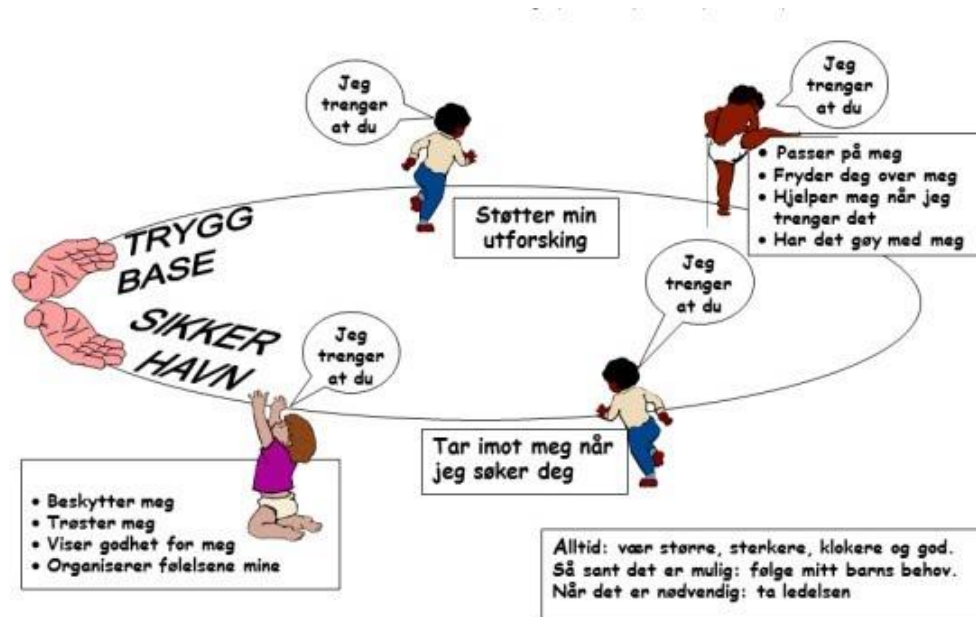 Jeg
trenger
at du
Jeg
trenger
at du
• Passer på meg
• Fryder deg over meg
• Hjelper meg når jeg
trenger det
• Har det gøy med meg
Støtter min
utforsking
TRYGG
BASE
SIKKER
HAVN
Jeg
trenger
at du
Jeg
trenger
at du
Tar imot meg når
jeg søker deg
• Beskytter meg
• Trøster meg
• Viser godhet for meg
• Organiserer følelsene mine
Alltid: vær større, sterkere, klokere og god.
Så sant det er mulig: følge mitt barns behov.
Når det er nødvendig: ta ledelsen